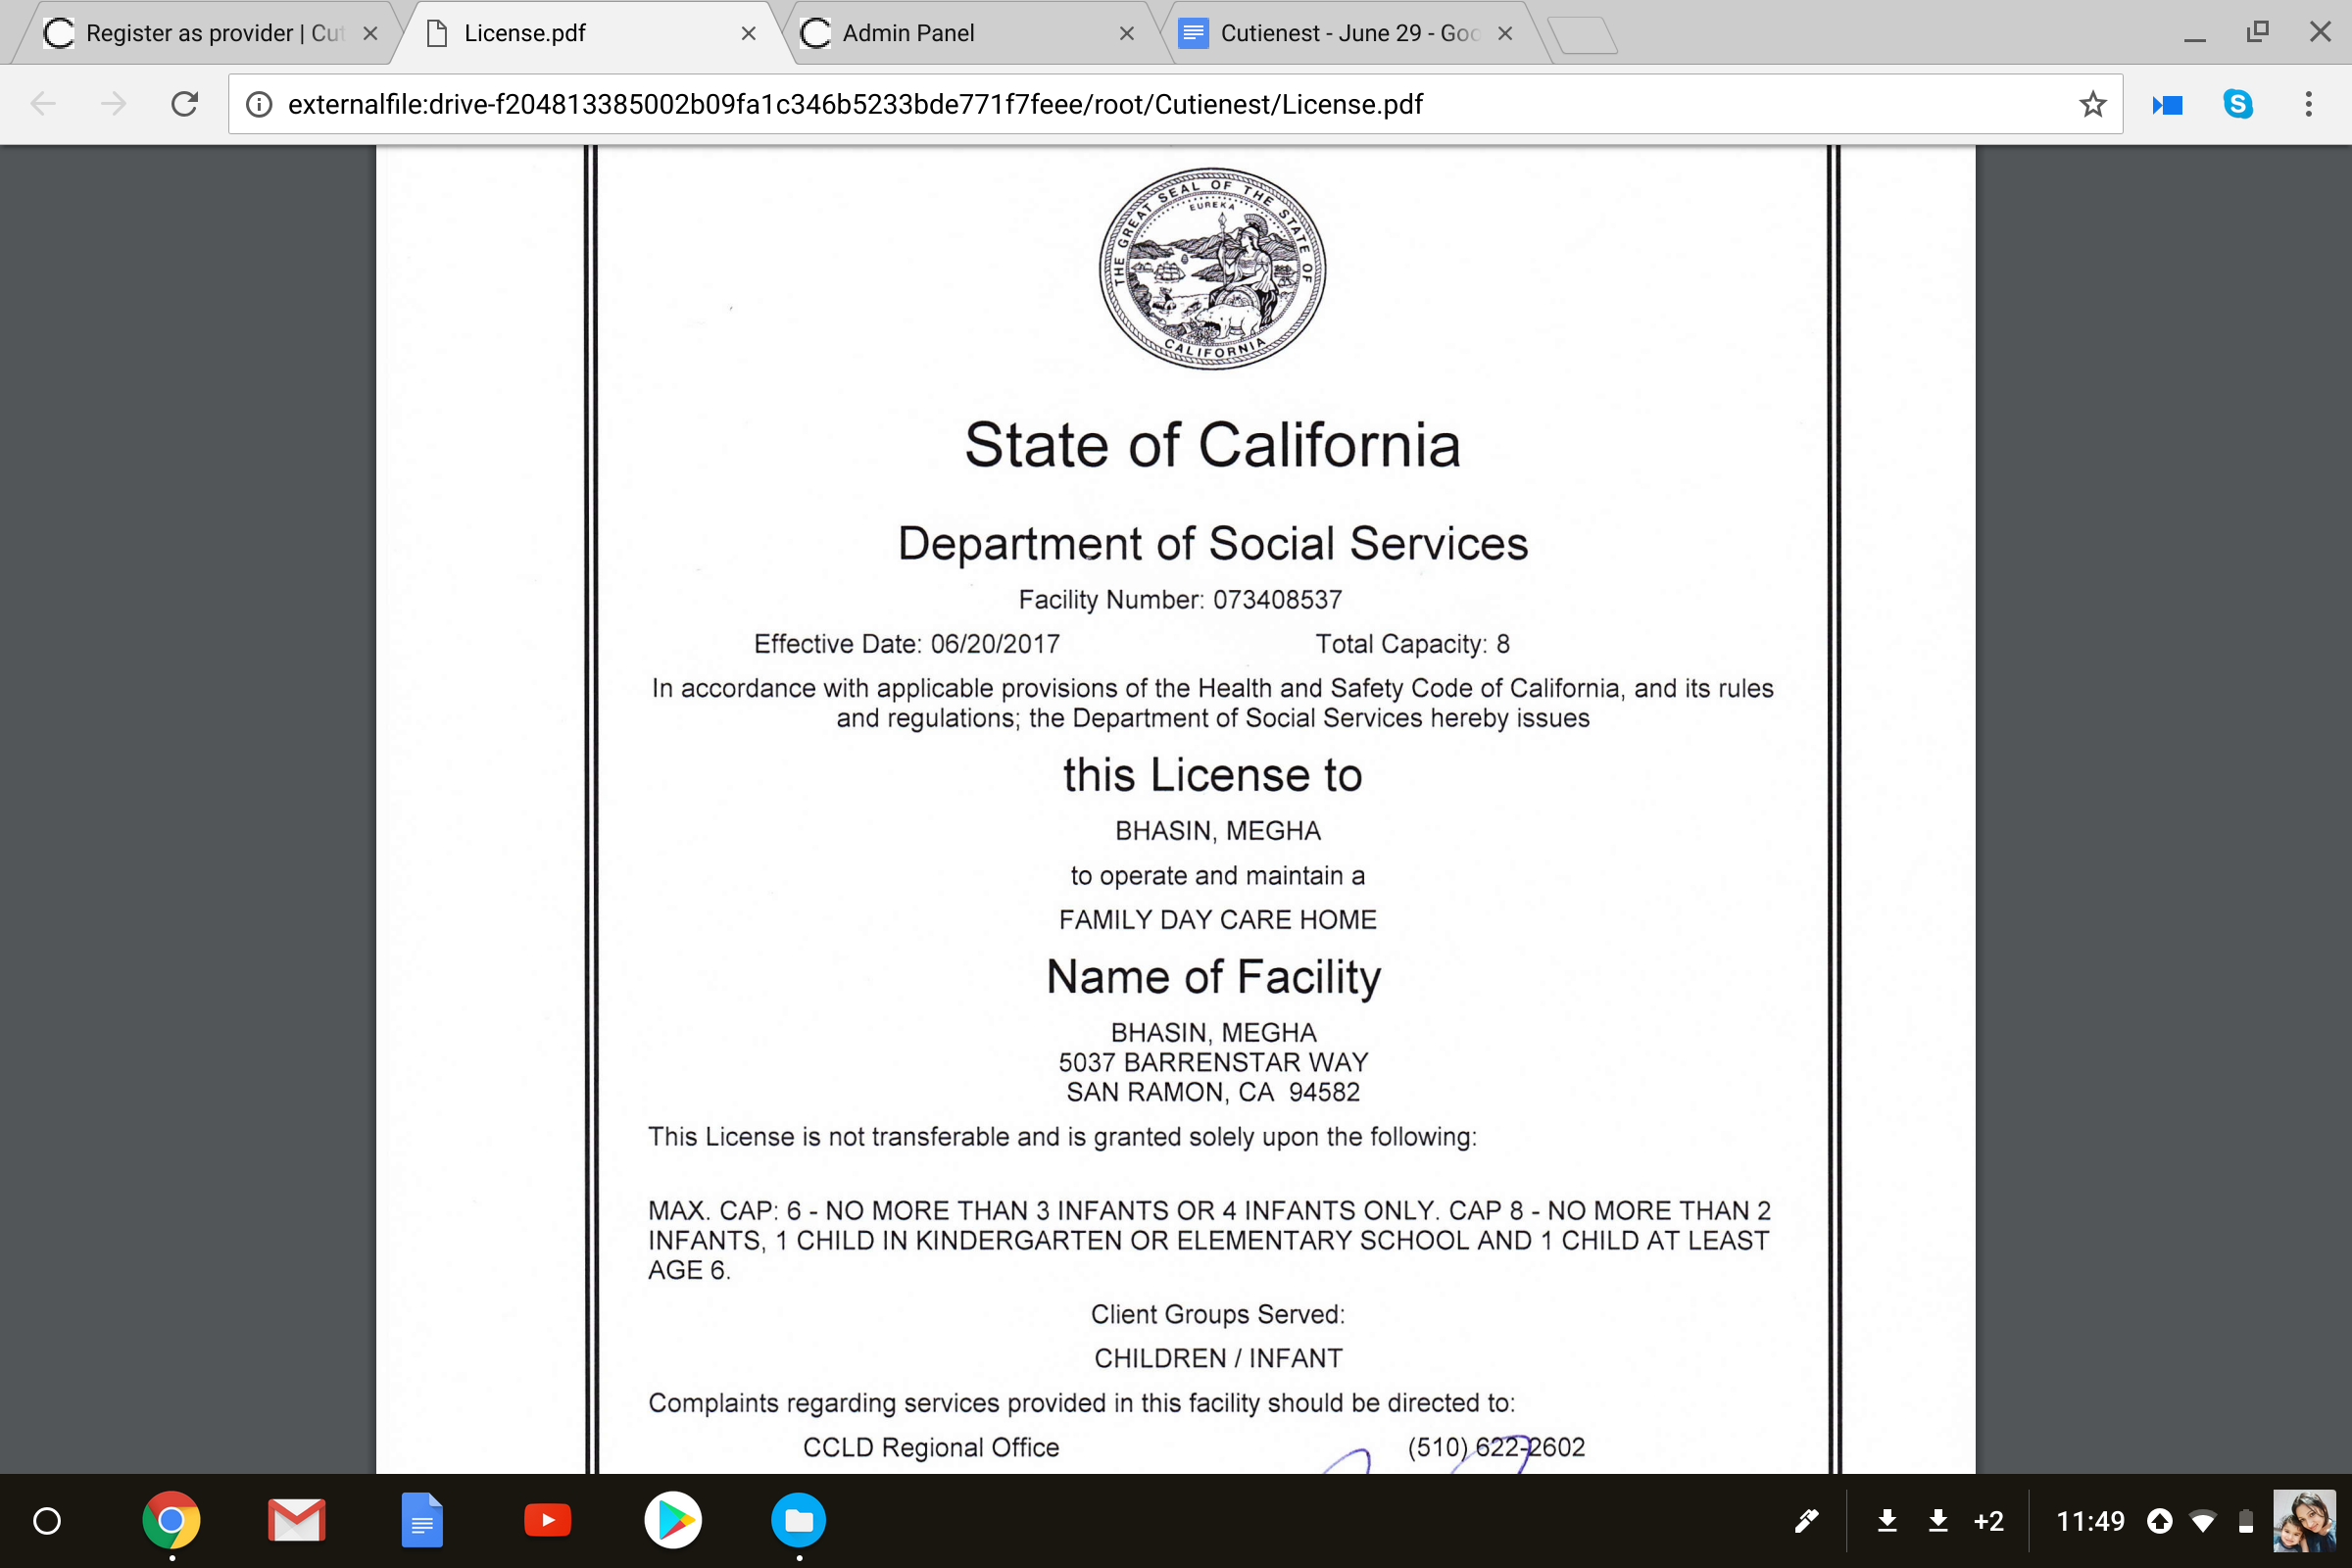 Register as provider | Cut
License.pdf
Admin Panel
Cutienest - June 29 - Goo
externalfile:drive-f204813385002b09fa1c346b5233bde771f7feee/root/Cutienest/License.pdf
THE GREAT SEAL OF THE STATE OF CALIFORNIA
EUREKA
State of California
Department of Social Services
Facility Number: 073408537
Effective Date: 06/20/2017 Total Capacity: 8
In accordance with applicable provisions of the Health and Safety Code of California, and its rules
and regulations; the Department of Social Services hereby issues
this License to
BHASIN, MEGHA
to operate and maintain a
FAMILY DAY CARE HOME
Name of Facility
BHASIN, MEGHA
5037 BARRENSTAR WAY
SAN RAMON, CA 94582
This License is not transferable and is granted solely upon the following:
MAX. CAP: 6 - NO MORE THAN 3 INFANTS OR 4 INFANTS ONLY. CAP 8 - NO MORE THAN 2
INFANTS, 1 CHILD IN KINDERGARTEN OR ELEMENTARY SCHOOL AND 1 CHILD AT LEAST
AGE 6.
Client Groups Served:
CHILDREN / INFANT
Complaints regarding services provided in this facility should be directed to:
CCLD Regional Office (510) 622-2602
+2
11:49